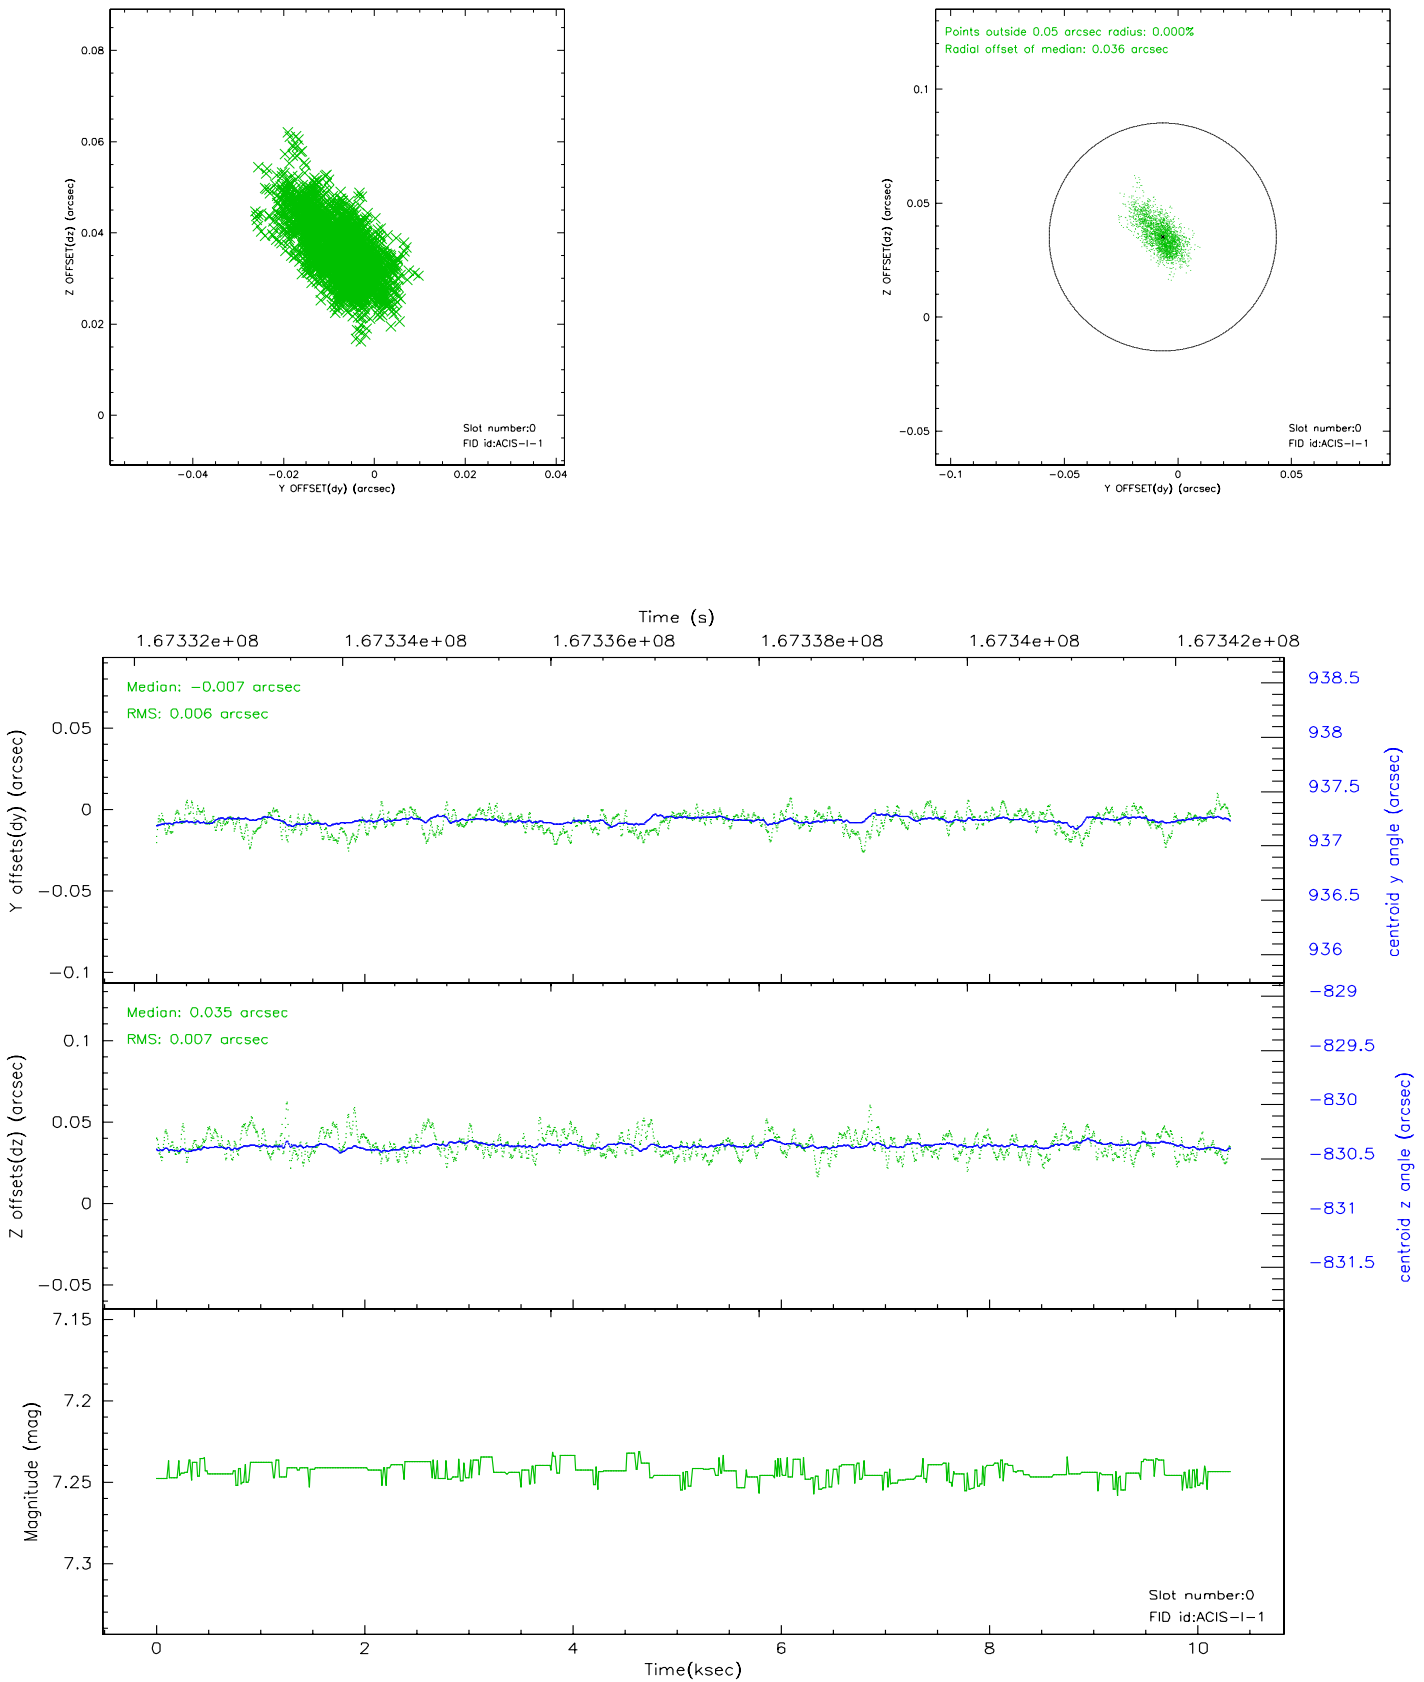 0.08
0.06
0.04
0.02
0
Z OFFSET(dz) (arcsec)
Slot number:0
FID id:ACIS-I-1
-0.04
-0.02
0
0.02
0.04
Y OFFSET(dy) (arcsec)
Points outside 0.05 arcsec radius: 0.000%
Radial offset of median: 0.036 arcsec
0.1
0.05
0
-0.05
Z OFFSET(dz) (arcsec)
Slot number:0
FID id:ACIS-I-1
-0.1
-0.05
0
0.05
Y OFFSET(dy) (arcsec)
Time (s)
1.67332e+08
1.67334e+08
1.67336e+08
1.67338e+08
1.6734e+08
1.67342e+08
Median: -0.007 arcsec
RMS: 0.006 arcsec
0.05
0
-0.05
-0.1
Y offsets(dy) (arcsec)
938.5
938
937.5
937
936.5
936
centroid y angle (arcsec)
Median: 0.035 arcsec
RMS: 0.007 arcsec
0.1
0.05
0
-0.05
Z offsets(dz) (arcsec)
-829
-829.5
-830
-830.5
-831
-831.5
centroid z angle (arcsec)
7.15
7.2
7.25
7.3
Magnitude (mag)
Slot number:0
FID id:ACIS-I-1
0
2
4
6
8
10
Time(ksec)